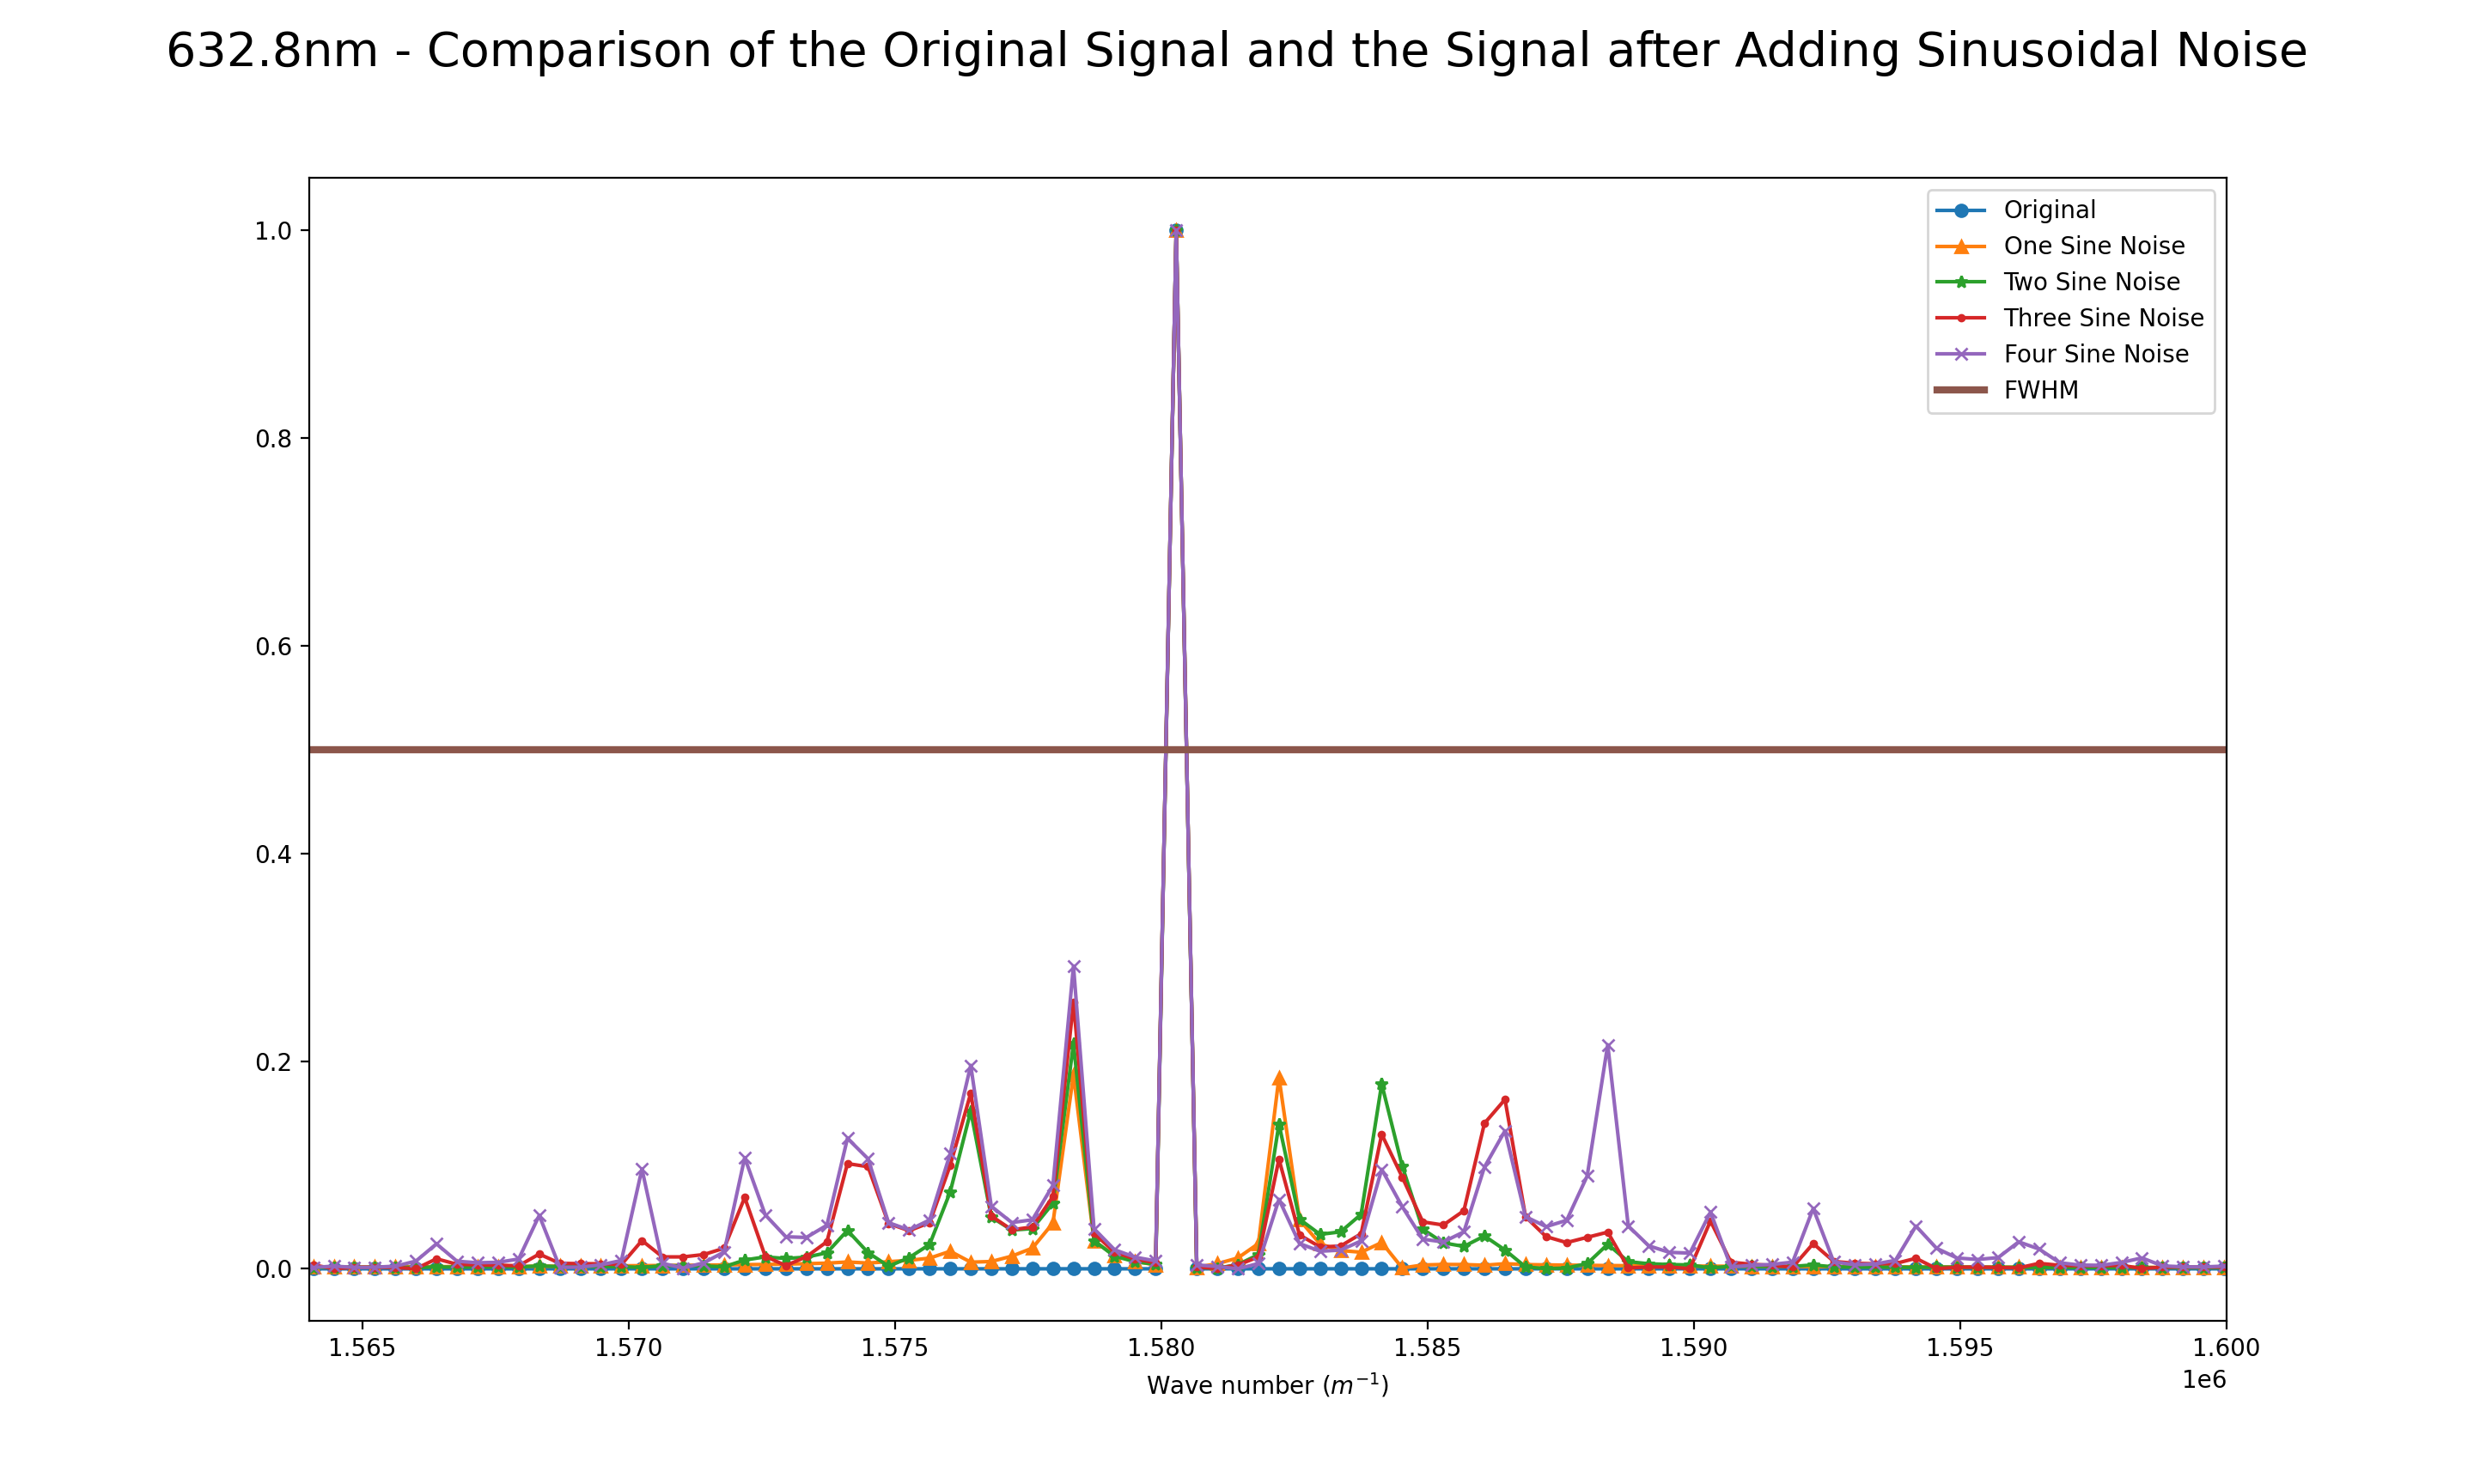 632.8nm - Comparison of the Original Signal and the Signal after Adding Sinusoidal Noise
Original
One Sine Noise
Two Sine Noise
Three Sine Noise
Four Sine Noise
FWHM
1.0
0.8
0.6
0.4
0.2
0.0
1.565 1.570 1.575 1.580 1.585 1.590 1.595 1.600
1e6
Wave number (m⁻¹)